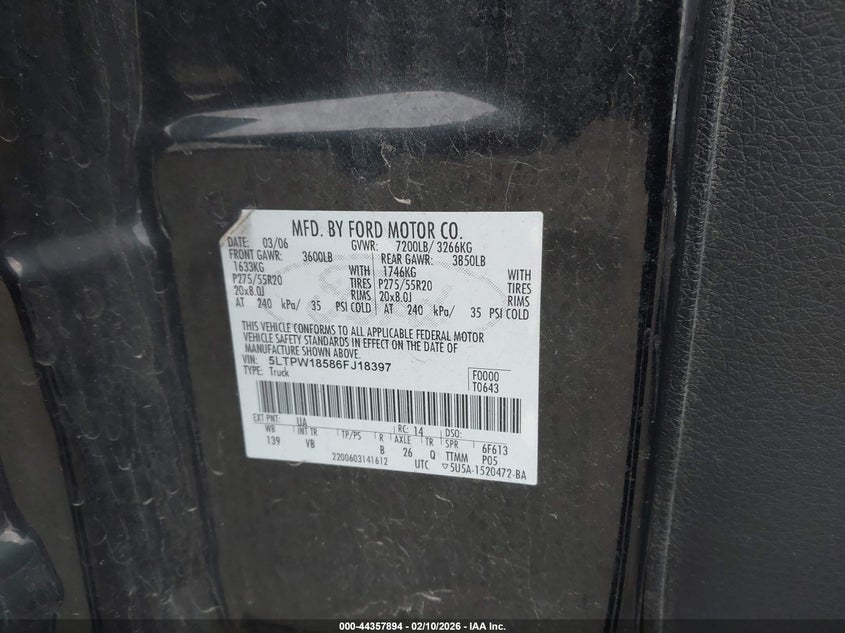 MFD. BY FORD MOTOR CO.
DATE: 03/06 GVWR: 7200LB/ 3266KG
FRONT GAWR: 3600LB REAR GAWR: 3850LB
1633KG WITH 1746KG WITH
P275/55R20 TIRES P275/55R20 TIRES
20x8.0J RIMS 20x8.0J RIMS
AT 240 kPa/ 35 PSI COLD AT 240 kPa/ 35 PSI COLD
THIS VEHICLE CONFORMS TO ALL APPLICABLE FEDERAL MOTOR
VEHICLE SAFETY STANDARDS IN EFFECT ON THE DATE OF
MANUFACTURE SHOWN ABOVE.
VIN: 5LTPW18586FJ18397 F0000
TYPE: Truck T0643
EXT PNT: UA RC: 14 DSO:
WB INT TR TP/PS R AXLE TR SPR 6F613
139 VB B 26 Q TTMM P05
2200603141612 UTC ▽5U5A-1520472-BA
000-44357894 - 02/10/2026 - IAA Inc.